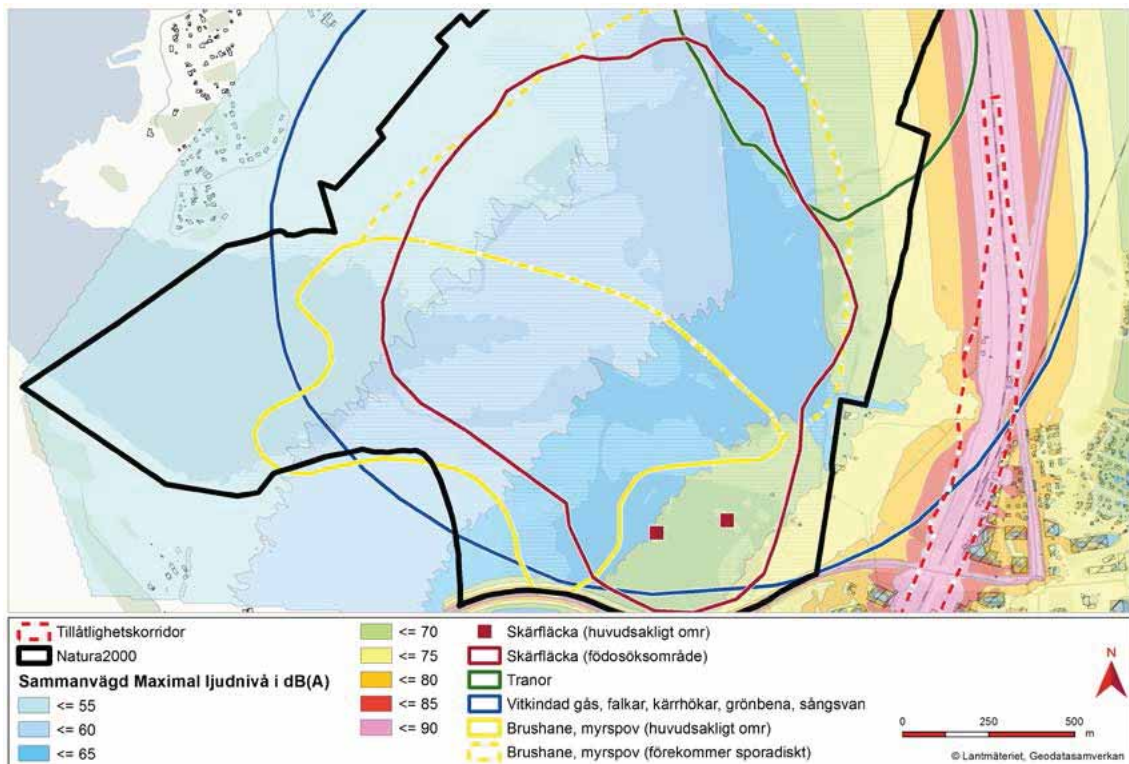 Tillåtlighetskorridor
Natura2000
Sammanvägd Maximal ljudnivå i dB(A)
<= 55
<= 60
<= 65
<= 70
<= 75
<= 80
<= 85
<= 90
Skärfläcka (huvudsakligt omr)
Skärfläcka (födosöksområde)
Tranor
Vitkindad gås, falkar, kärrhökar, grönbena, sångsvan
Brushane, myrspov (huvudsakligt omr)
Brushane, myrspov (förekommer sporadiskt)
N
0 250 500
m
© Lantmäteriet, Geodatasamverkan